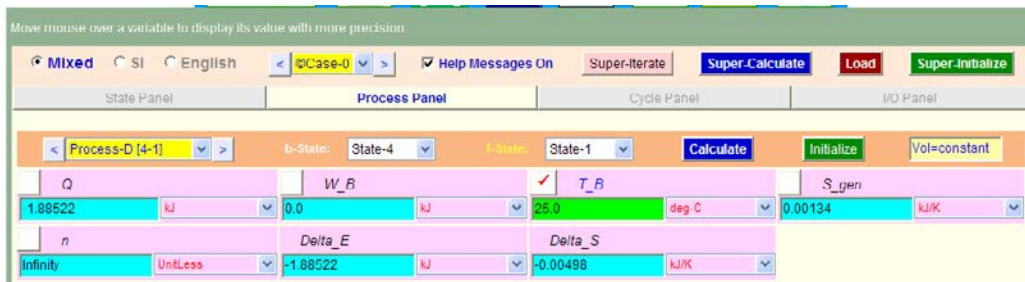 Move mouse over a variable to display its value with more precision
Mixed SI English < ©Case-0 > Help Messages On Super-Iterate Super-Calculate Load Super-Initialize
State Panel Process Panel Cycle Panel I/O Panel
< Process-D [4-1] > b-State: State-4 f-State: State-1 Calculate Initialize Vol=constant
Q W_B T_B S_gen
-1.88522 kJ 0.0 kJ 25.0 deg-C 0.00134 kJ/K
n Delta_E Delta_S
Infinity UnitLess -1.88522 kJ -0.00498 kJ/K